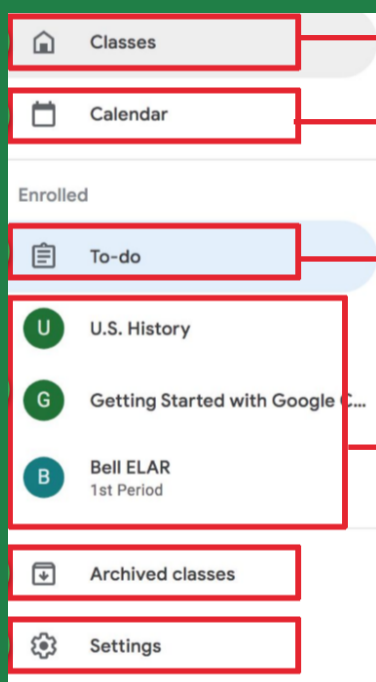 Classes
Calendar
Enrolled
To-do
U
U.S. History
G
Getting Started with Google C...
B
Bell ELAR
1st Period
Archived classes
Settings